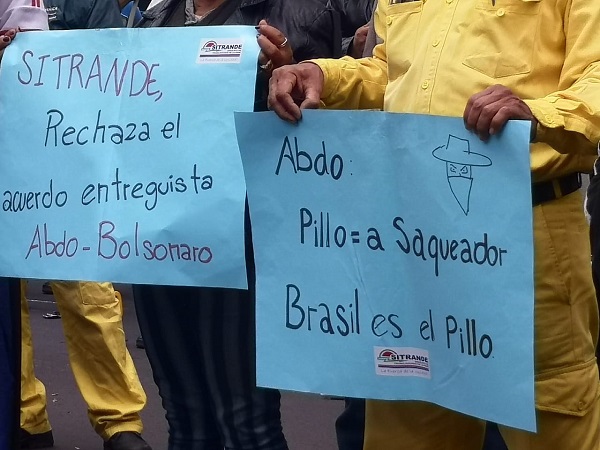 SITRANDE
SITRANDE,
Rechaza el
acuerdo entreguista
Abdo-Bolsonaro
Abdo:
Pillo = a Saqueador
Brasil es el Pillo.
SITRANDE